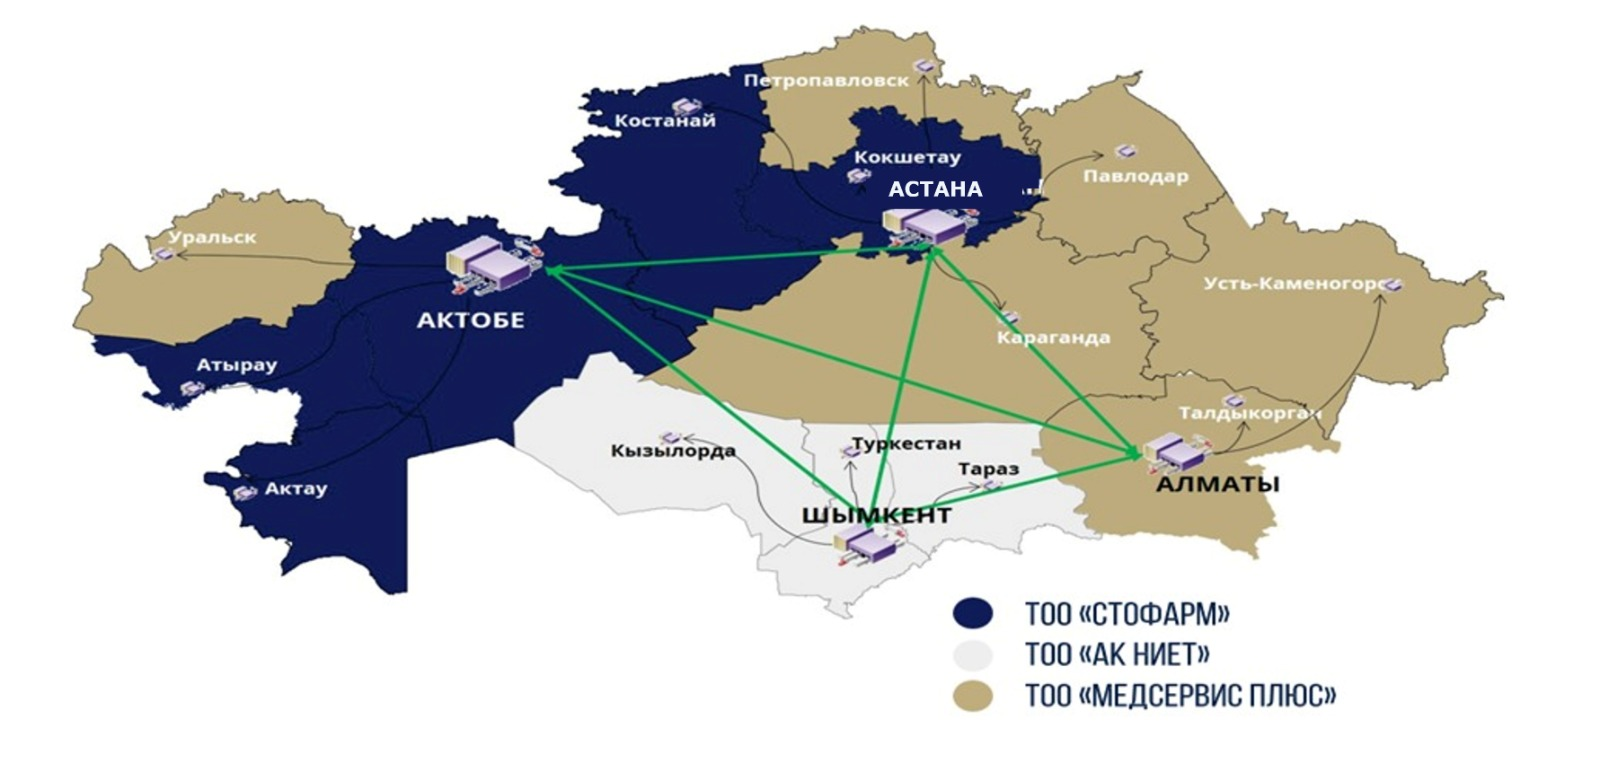 Петропавловск
Костанай
Кокшетау
Павлодар
АСТАНА
Уральск
Усть-Каменогорс
АКТОБЕ
Караганда
Атырау
Талдыкорган
Кызылорда
Туркестан
Тараз
АЛМАТЫ
Актау
ШЫМКЕНТ
ТОО «СТОФАРМ»
ТОО «АК НИЕТ»
ТОО «МЕДСЕРВИС ПЛЮС»